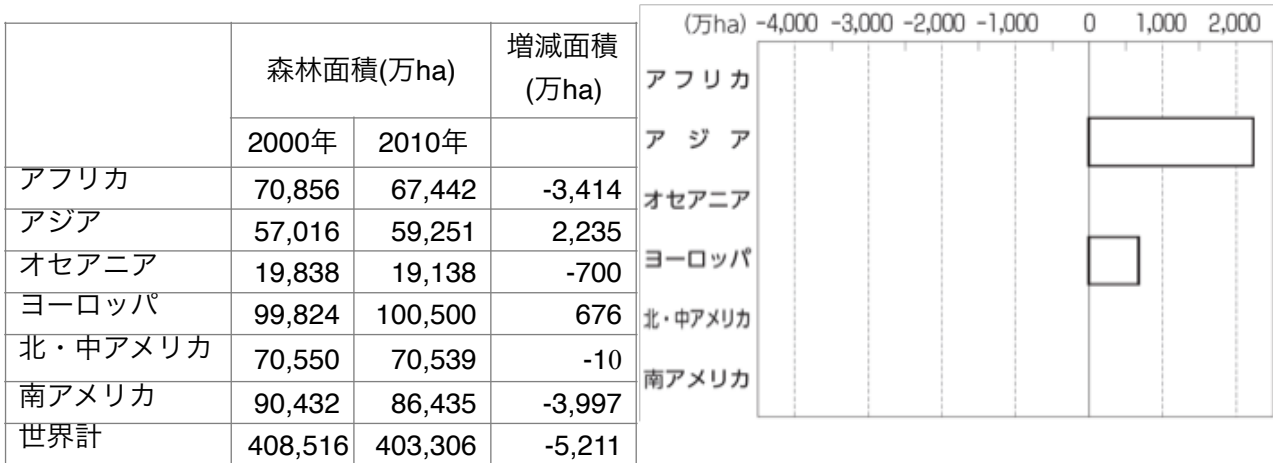 森林面積(万ha) 増減面積(万ha)
2000年 2010年
アフリカ 70,856 67,442 -3,414
アジア 57,016 59,251 2,235
オセアニア 19,838 19,138 -700
ヨーロッパ 99,824 100,500 676
北・中アメリカ 70,550 70,539 -10
南アメリカ 90,432 86,435 -3,997
世界計 408,516 403,306 -5,211
(万ha) -4,000 -3,000 -2,000 -1,000 0 1,000 2,000
アフリカ
アジア
オセアニア
ヨーロッパ
北・中アメリカ
南アメリカ